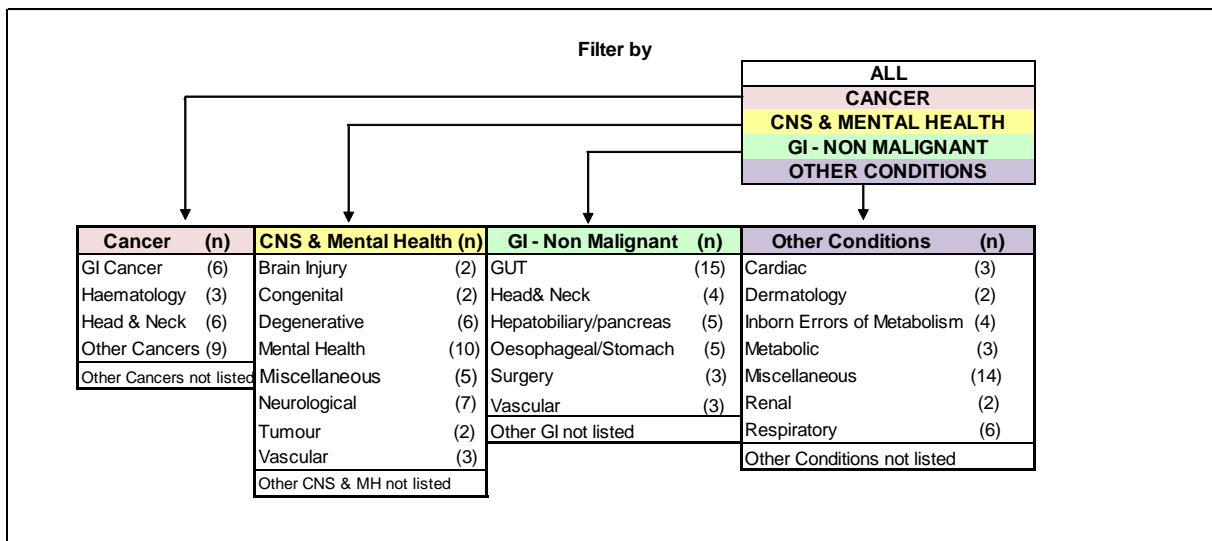 Filter by
ALL
CANCER
CNS & MENTAL HEALTH
GI - NON MALIGNANT
OTHER CONDITIONS
Cancer (n)
GI Cancer (6)
Haematology (3)
Head & Neck (6)
Other Cancers (9)
Other Cancers not listed
CNS & Mental Health (n)
Brain Injury (2)
Congenital (2)
Degenerative (6)
Mental Health (10)
Miscellaneous (5)
Neurological (7)
Tumour (2)
Vascular (3)
Other CNS & MH not listed
GI - Non Malignant (n)
GUT (15)
Head& Neck (4)
Hepatobiliary/pancreas (5)
Oesophageal/Stomach (5)
Surgery (3)
Vascular (3)
Other GI not listed
Other Conditions (n)
Cardiac (3)
Dermatology (2)
Inborn Errors of Metabolism (4)
Metabolic (3)
Miscellaneous (14)
Renal (2)
Respiratory (6)
Other Conditions not listed